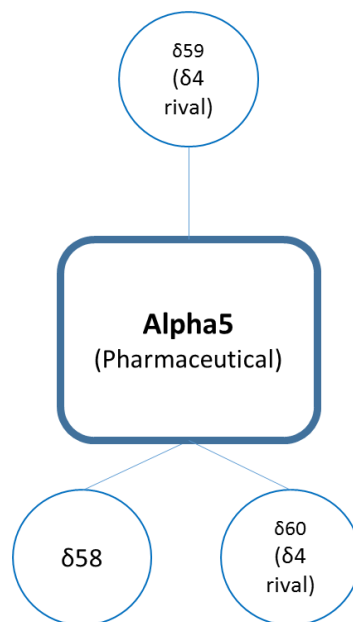 δ59
(δ4
rival)
Alpha5
(Pharmaceutical)
δ58
δ60
(δ4
rival)